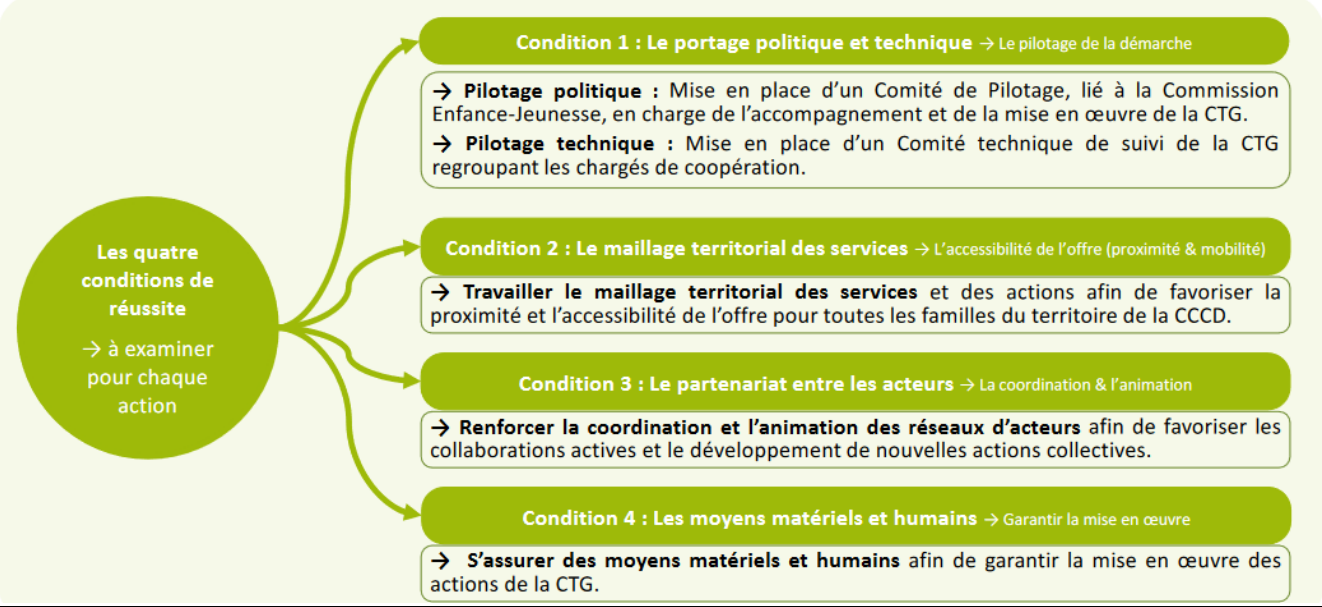 Les quatre
conditions de
réussite
→ à examiner
pour chaque
action
Condition 1 : Le portage politique et technique → Le pilotage de la démarche
→ Pilotage politique : Mise en place d’un Comité de Pilotage, lié à la Commission
Enfance-Jeunesse, en charge de l’accompagnement et de la mise en œuvre de la CTG.
→ Pilotage technique : Mise en place d’un Comité technique de suivi de la CTG
regroupant les chargés de coopération.
Condition 2 : Le maillage territorial des services → L’accessibilité de l’offre (proximité & mobilité)
→ Travailler le maillage territorial des services et des actions afin de favoriser la
proximité et l’accessibilité de l’offre pour toutes les familles du territoire de la CCCD.
Condition 3 : Le partenariat entre les acteurs → La coordination & l’animation
→ Renforcer la coordination et l’animation des réseaux d’acteurs afin de favoriser les
collaborations actives et le développement de nouvelles actions collectives.
Condition 4 : Les moyens matériels et humains → Garantir la mise en œuvre
→ S’assurer des moyens matériels et humains afin de garantir la mise en œuvre des
actions de la CTG.